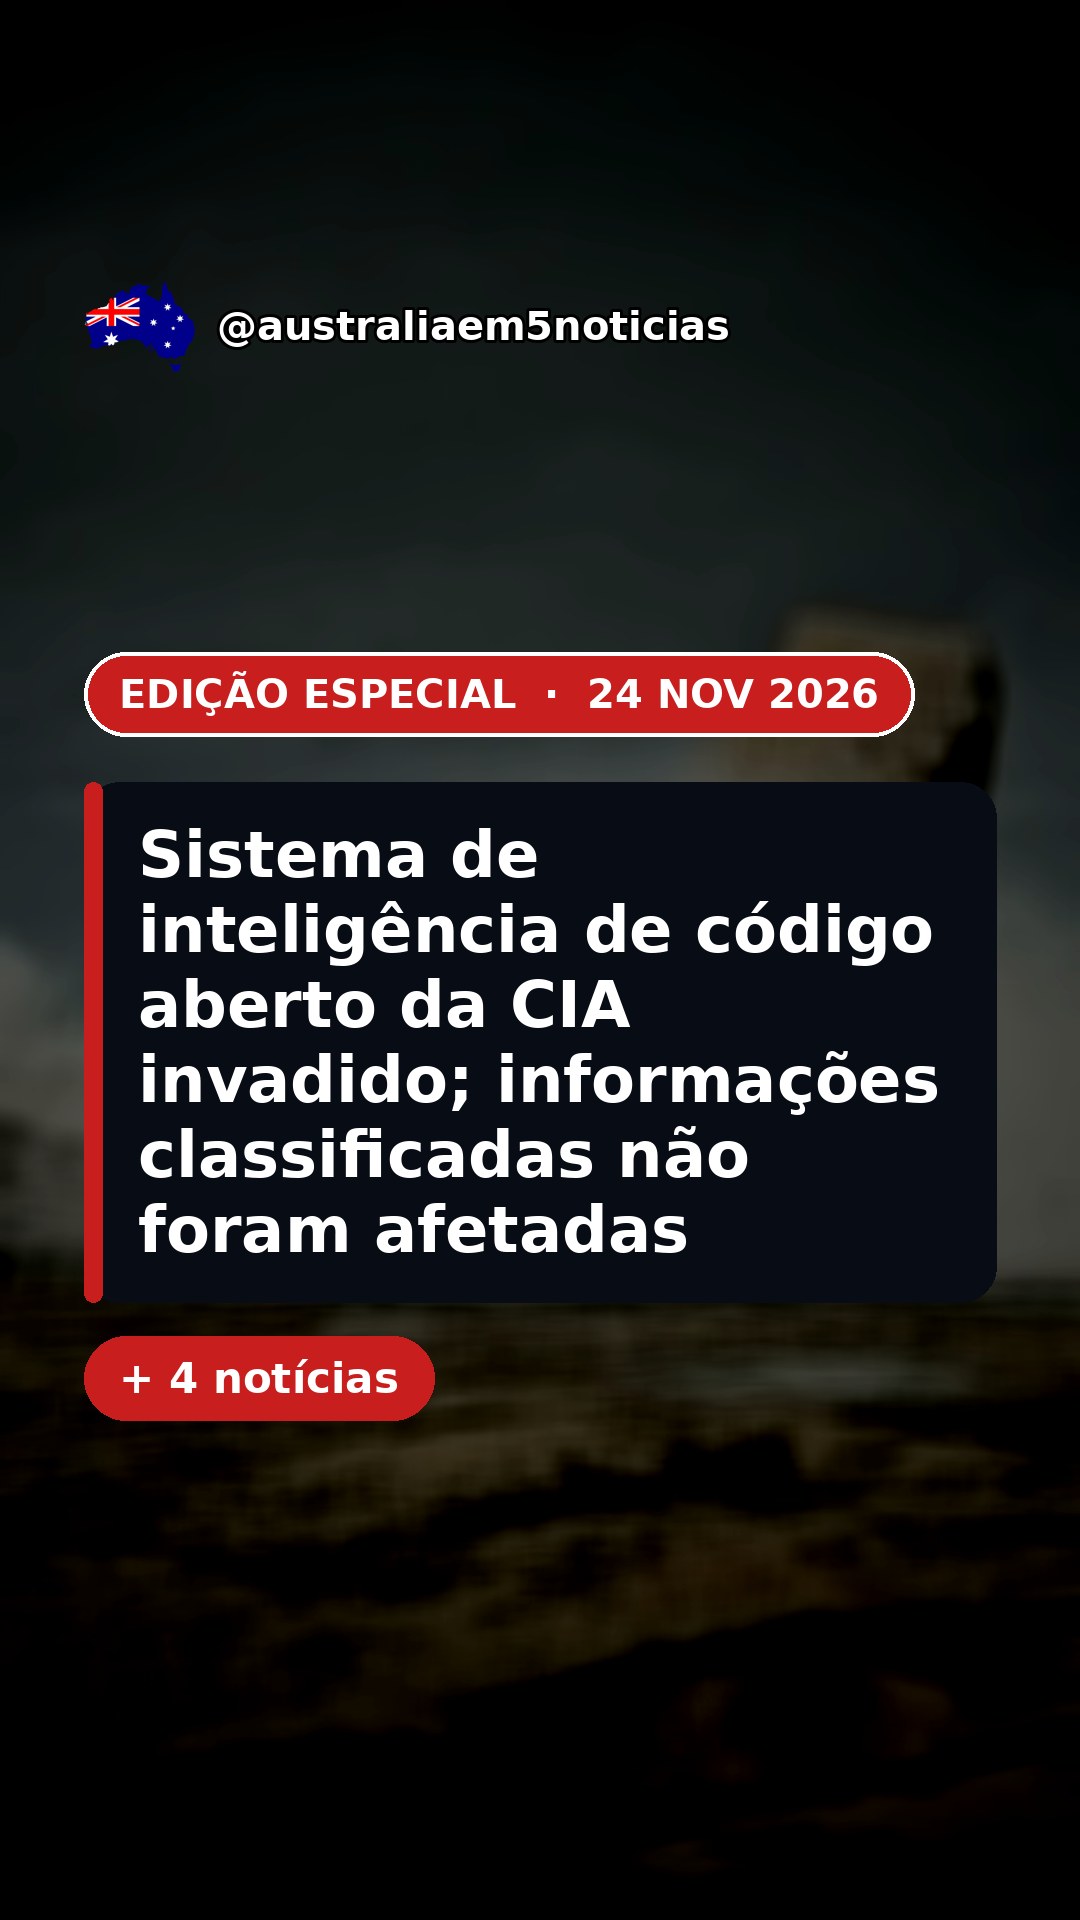 @australiaem5noticias
EDIÇÃO ESPECIAL · 24 NOV 2026
Sistema de
inteligência de código
aberto da CIA
invadido; informações
classificadas não
foram afetadas
+ 4 notícias